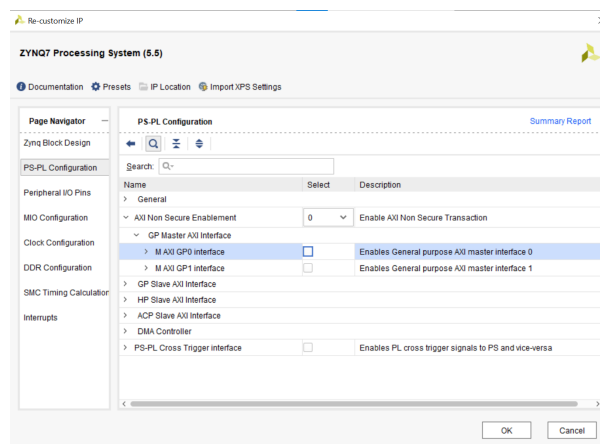 Re-customize IP
ZYNQ7 Processing System (5.5)
Documentation Presets IP Location Import XPS Settings
Page Navigator
PS-PL Configuration
Summary Report
Zynq Block Design
PS-PL Configuration
Peripheral I/O Pins
MIO Configuration
Clock Configuration
DDR Configuration
SMC Timing Calculation
Interrupts
Search:
Name Select Description
General
AXI Non Secure Enablement 0 Enable AXI Non Secure Transaction
GP Master AXI Interface
M AXI GP0 interface Enables General purpose AXI master interface 0
M AXI GP1 interface Enables General purpose AXI master interface 1
GP Slave AXI Interface
HP Slave AXI Interface
ACP Slave AXI Interface
DMA Controller
PS-PL Cross Trigger interface Enables PL cross trigger signals to PS and vice-versa
OK Cancel